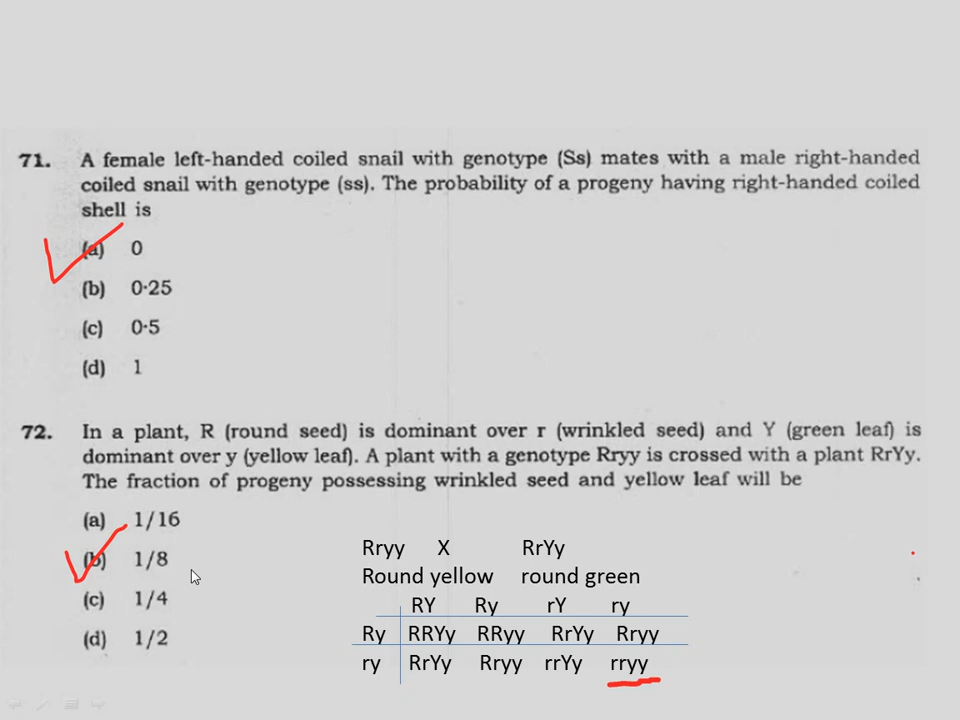 71. A female left-handed coiled snail with genotype (Ss) mates with a male right-handed
coiled snail with genotype (ss). The probability of a progeny having right-handed coiled
shell is
(a) 0
(b) 0·25
(c) 0·5
(d) 1
72. In a plant, R (round seed) is dominant over r (wrinkled seed) and Y (green leaf) is
dominant over y (yellow leaf). A plant with a genotype Rryy is crossed with a plant RrYy.
The fraction of progeny possessing wrinkled seed and yellow leaf will be
(a) 1/16
(b) 1/8
(c) 1/4
(d) 1/2
Rryy X RrYy
Round yellow round green
RY Ry rY ry
Ry RRYy RRyy RrYy Rryy
ry RrYy Rryy rrYy rryy